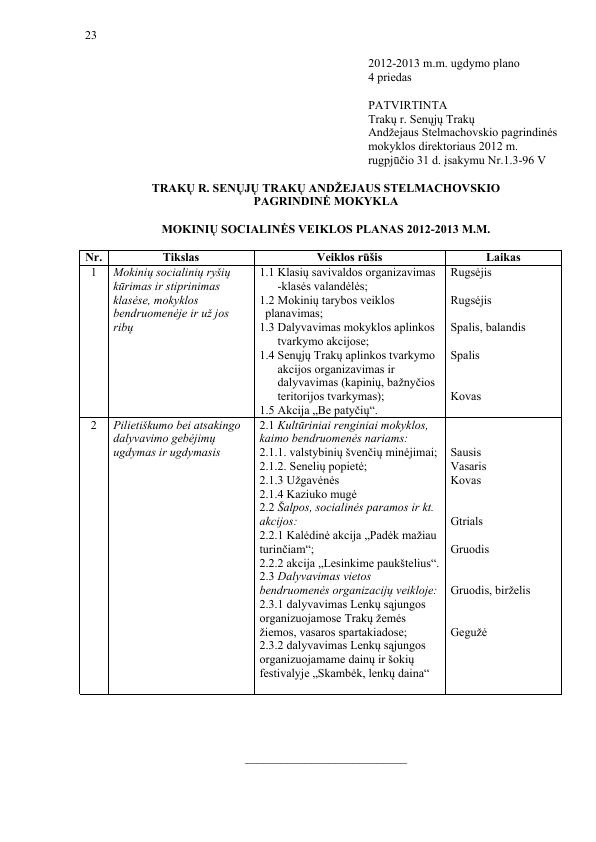 23
2012-2013 m.m. ugdymo plano
4 priedas
PATVIRTINTA
Trakų r. Senųjų Trakų
Andžejaus Stelmachovskio pagrindinės
mokyklos direktoriaus 2012 m.
rugpjūčio 31 d. įsakymu Nr.1.3-96 V
TRAKŲ R. SENŲJŲ TRAKŲ ANDŽEJAUS STELMACHOVSKIO
PAGRINDINĖ MOKYKLA
MOKINIŲ SOCIALINĖS VEIKLOS PLANAS 2012-2013 M.M.
Nr. Tikslas Veiklos rūšis Laikas
1 Mokinių socialinių ryšių 1.1 Klasių savivaldos organizavimas Rugsėjis
kūrimas ir stiprinimas -klasės valandėlės;
klasėse, mokyklos 1.2 Mokinių tarybos veiklos Rugsėjis
bendruomenėje ir už jos planavimas;
ribų 1.3 Dalyvavimas mokyklos aplinkos Spalis, balandis
tvarkymo akcijose;
1.4 Senųjų Trakų aplinkos tvarkymo Spalis
akcijos organizavimas ir
dalyvavimas (kapinių, bažnyčios
teritorijos tvarkymas); Kovas
1.5 Akcija „Be patyčių“.
2 Pilietiškumo bei atsakingo 2.1 Kultūriniai renginiai mokyklos,
dalyvavimo gebėjimų kaimo bendruomenės nariams:
ugdymas ir ugdymasis 2.1.1. valstybinių švenčių minėjimai; Sausis
2.1.2. Senelių popietė; Vasaris
2.1.3 Užgavėnės Kovas
2.1.4 Kaziuko mugė
2.2 Šalpos, socialinės paramos ir kt.
akcijos: Gtrials
2.2.1 Kalėdinė akcija „Padėk mažiau
turinčiam“; Gruodis
2.2.2 akcija „Lesinkime paukštelius“.
2.3 Dalyvavimas vietos
bendruomenės organizacijų veikloje: Gruodis, birželis
2.3.1 dalyvavimas Lenkų sąjungos
organizuojamose Trakų žemės
žiemos, vasaros spartakiadose; Gegužė
2.3.2 dalyvavimas Lenkų sąjungos
organizuojamame dainų ir šokių
festivalyje „Skambėk, lenkų daina“